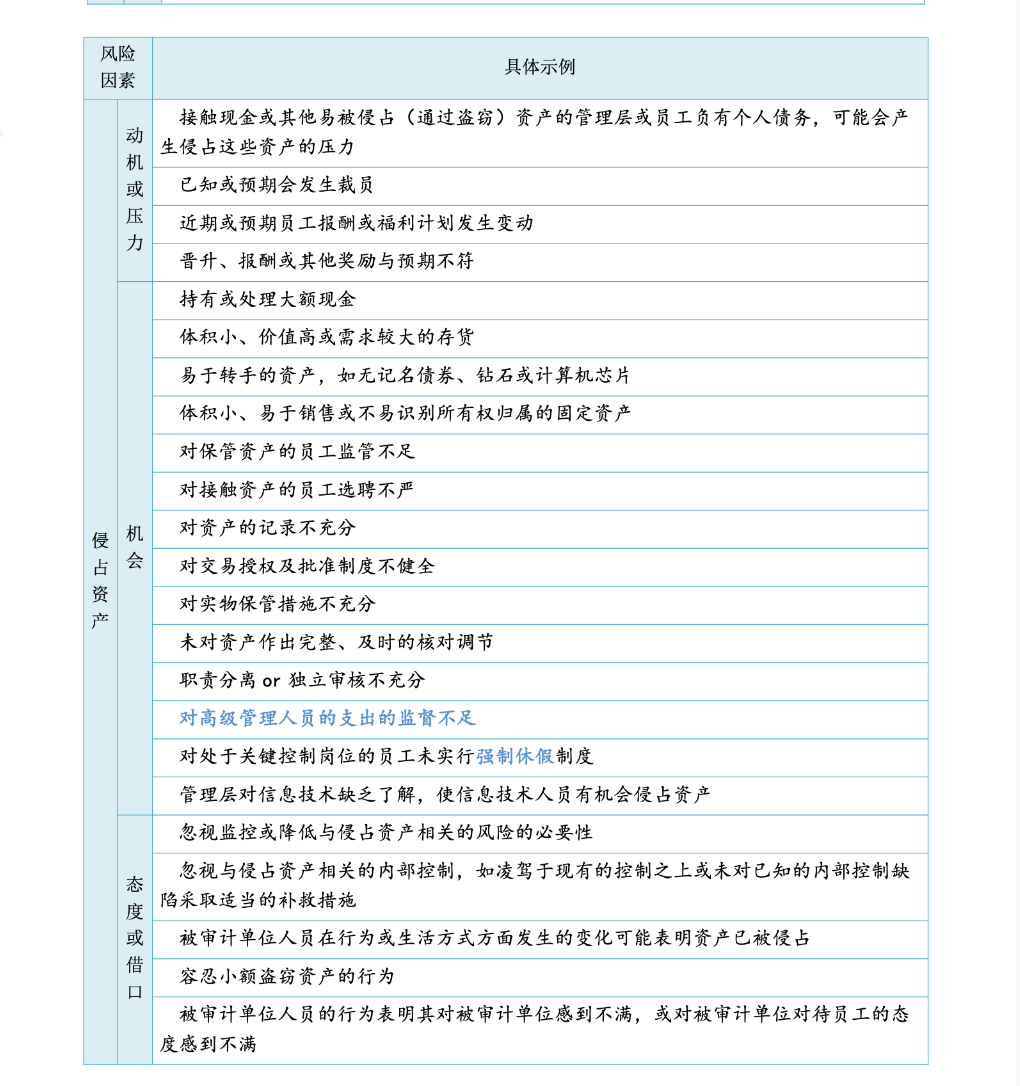 风险
因素
具体示例
侵占资产
动机或压力
接触现金或其他易被侵占（通过盗窃）资产的管理层或员工负有个人债务，可能会产
生侵占这些资产的压力
已知或预期会发生裁员
近期或预期员工报酬或福利计划发生变动
晋升、报酬或其他奖励与预期不符
机会
持有或处理大额现金
体积小、价值高或需求较大的存货
易于转手的资产，如无记名债券、钻石或计算机芯片
体积小、易于销售或不易识别所有权归属的固定资产
对保管资产的员工监管不足
对接触资产的员工选聘不严
对资产的记录不充分
对交易授权及批准制度不健全
对实物保管措施不充分
未对资产作出完整、及时的核对调节
职责分离 or 独立审核不充分
对高级管理人员的支出的监督不足
对处于关键控制岗位的员工未实行强制休假制度
管理层对信息技术缺乏了解，使信息技术人员有机会侵占资产
态度或借口
忽视监控或降低与侵占资产相关的风险的必要性
忽视与侵占资产相关的内部控制，如凌驾于现有的控制之上或未对已知的内部控制缺
陷采取适当的补救措施
被审计单位人员在行为或生活方式方面发生的变化可能表明资产已被侵占
容忍小额盗窃资产的行为
被审计单位人员的行为表明其对被审计单位感到不满，或对被审计单位对待员工的态
度感到不满